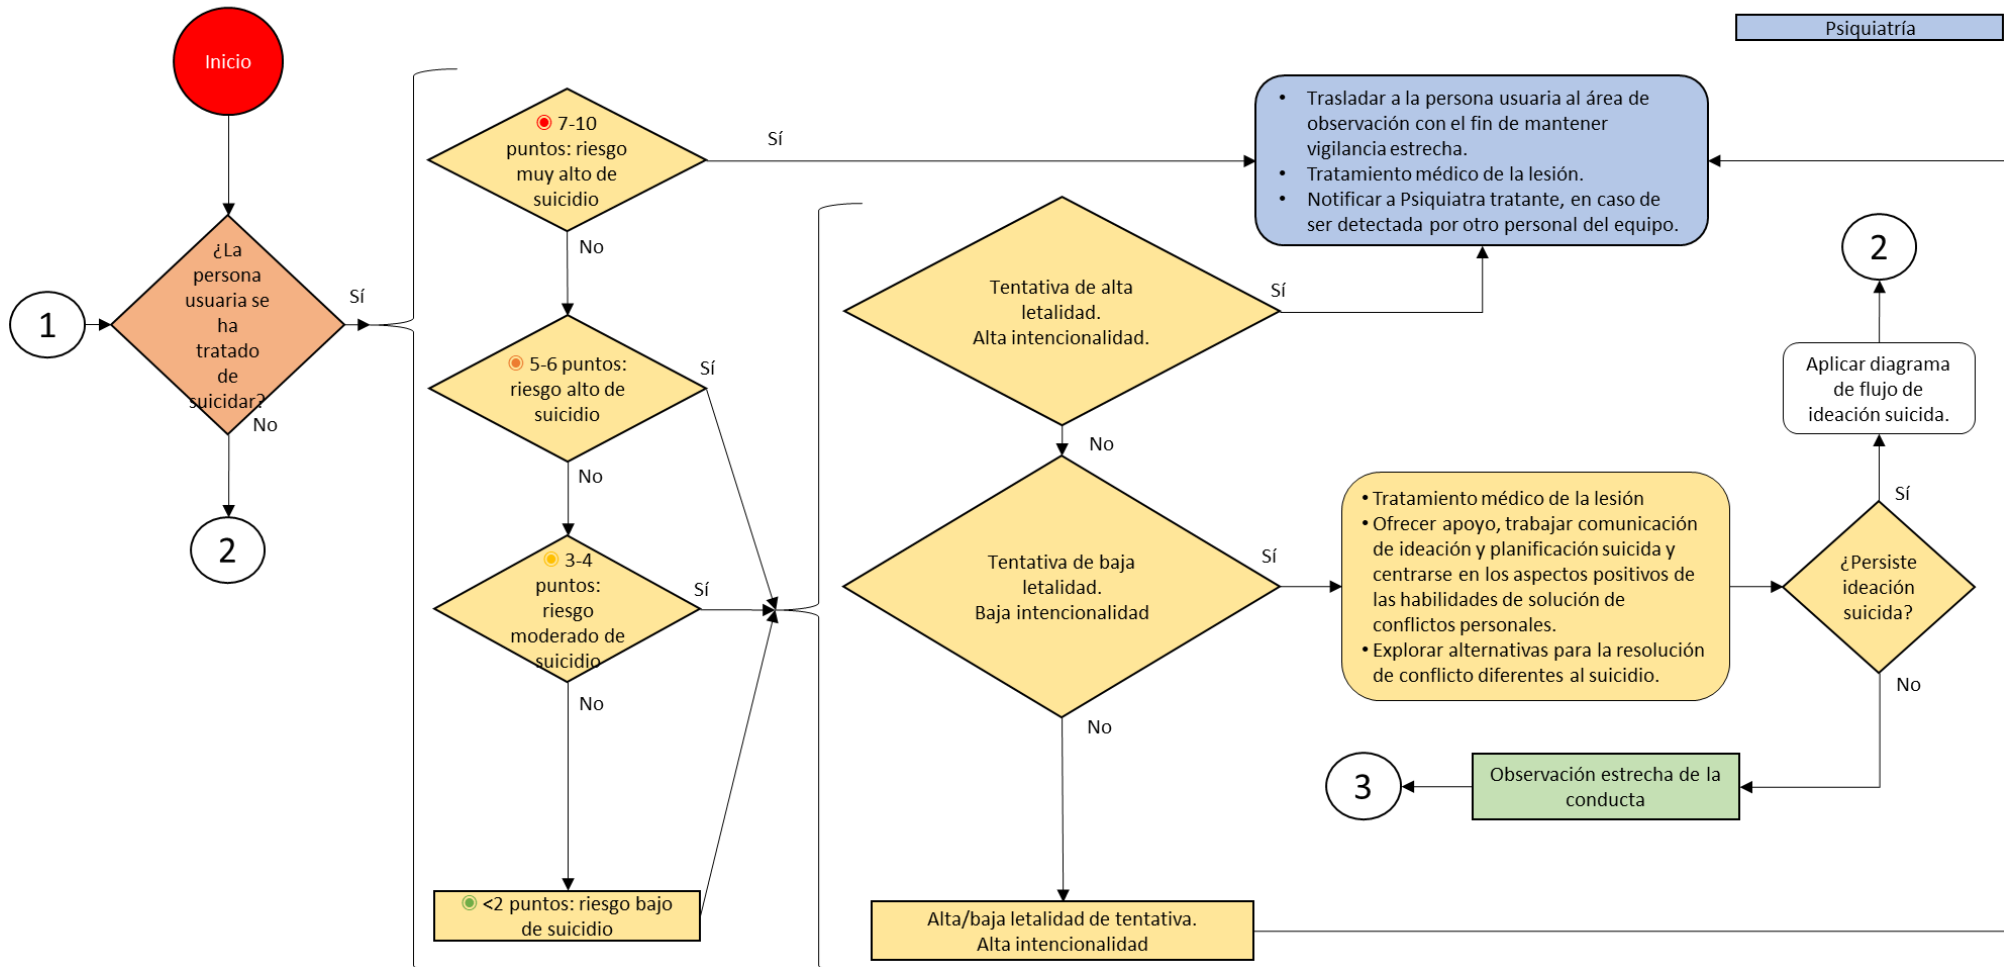 Inicio
Psiquiatría
¿La
persona
usuaria se
ha
tratado
de
suicidar?
Sí
No
1
2
7-10
puntos: riesgo
muy alto de
suicidio
Sí
No
5-6 puntos:
riesgo alto de
suicidio
Sí
No
3-4
puntos:
riesgo
moderado de
suicidio
Sí
No
<2 puntos: riesgo bajo
de suicidio
• Trasladar a la persona usuaria al área de
observación con el fin de mantener
vigilancia estrecha.
• Tratamiento médico de la lesión.
• Notificar a Psiquiatra tratante, en caso de
ser detectada por otro personal del equipo.
Tentativa de alta
letalidad.
Alta intencionalidad.
Sí
No
Tentativa de baja
letalidad.
Baja intencionalidad
Sí
No
Alta/baja letalidad de tentativa.
Alta intencionalidad
• Tratamiento médico de la lesión
• Ofrecer apoyo, trabajar comunicación
de ideación y planificación suicida y
centrarse en los aspectos positivos de
las habilidades de solución de
conflictos personales.
• Explorar alternativas para la resolución
de conflicto diferentes al suicidio.
2
Aplicar diagrama
de flujo de
ideación suicida.
Sí
¿Persiste
ideación
suicida?
No
Observación estrecha de la
conducta
3